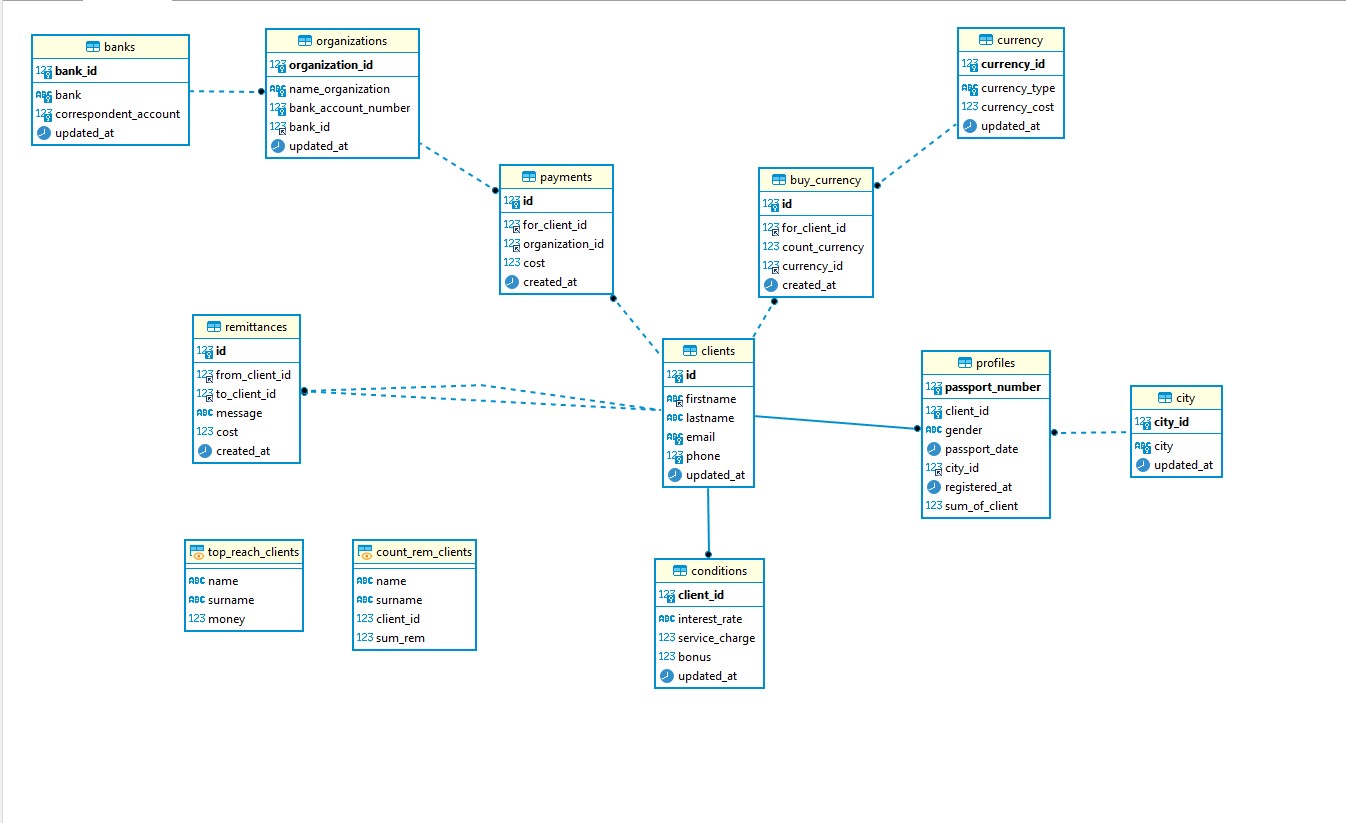 banks
bank_id
bank
correspondent_account
updated_at
organizations
organization_id
name_organization
bank_account_number
bank_id
updated_at
currency
currency_id
currency_type
currency_cost
updated_at
payments
id
for_client_id
organization_id
cost
created_at
buy_currency
id
for_client_id
count_currency
currency_id
created_at
remittances
id
from_client_id
to_client_id
message
cost
created_at
clients
id
firstname
lastname
email
phone
updated_at
profiles
passport_number
client_id
gender
passport_date
city_id
registered_at
sum_of_client
city
city_id
city
updated_at
top_reach_clients
name
surname
money
count_rem_clients
name
surname
client_id
sum_rem
conditions
client_id
interest_rate
service_charge
bonus
updated_at